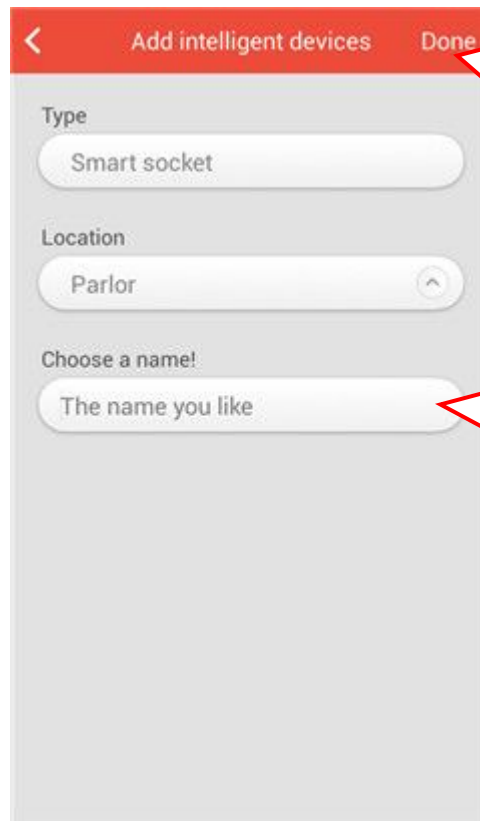 Add intelligent devices Done
Type
Smart socket
Location
Parlor
Choose a name!
The name you like